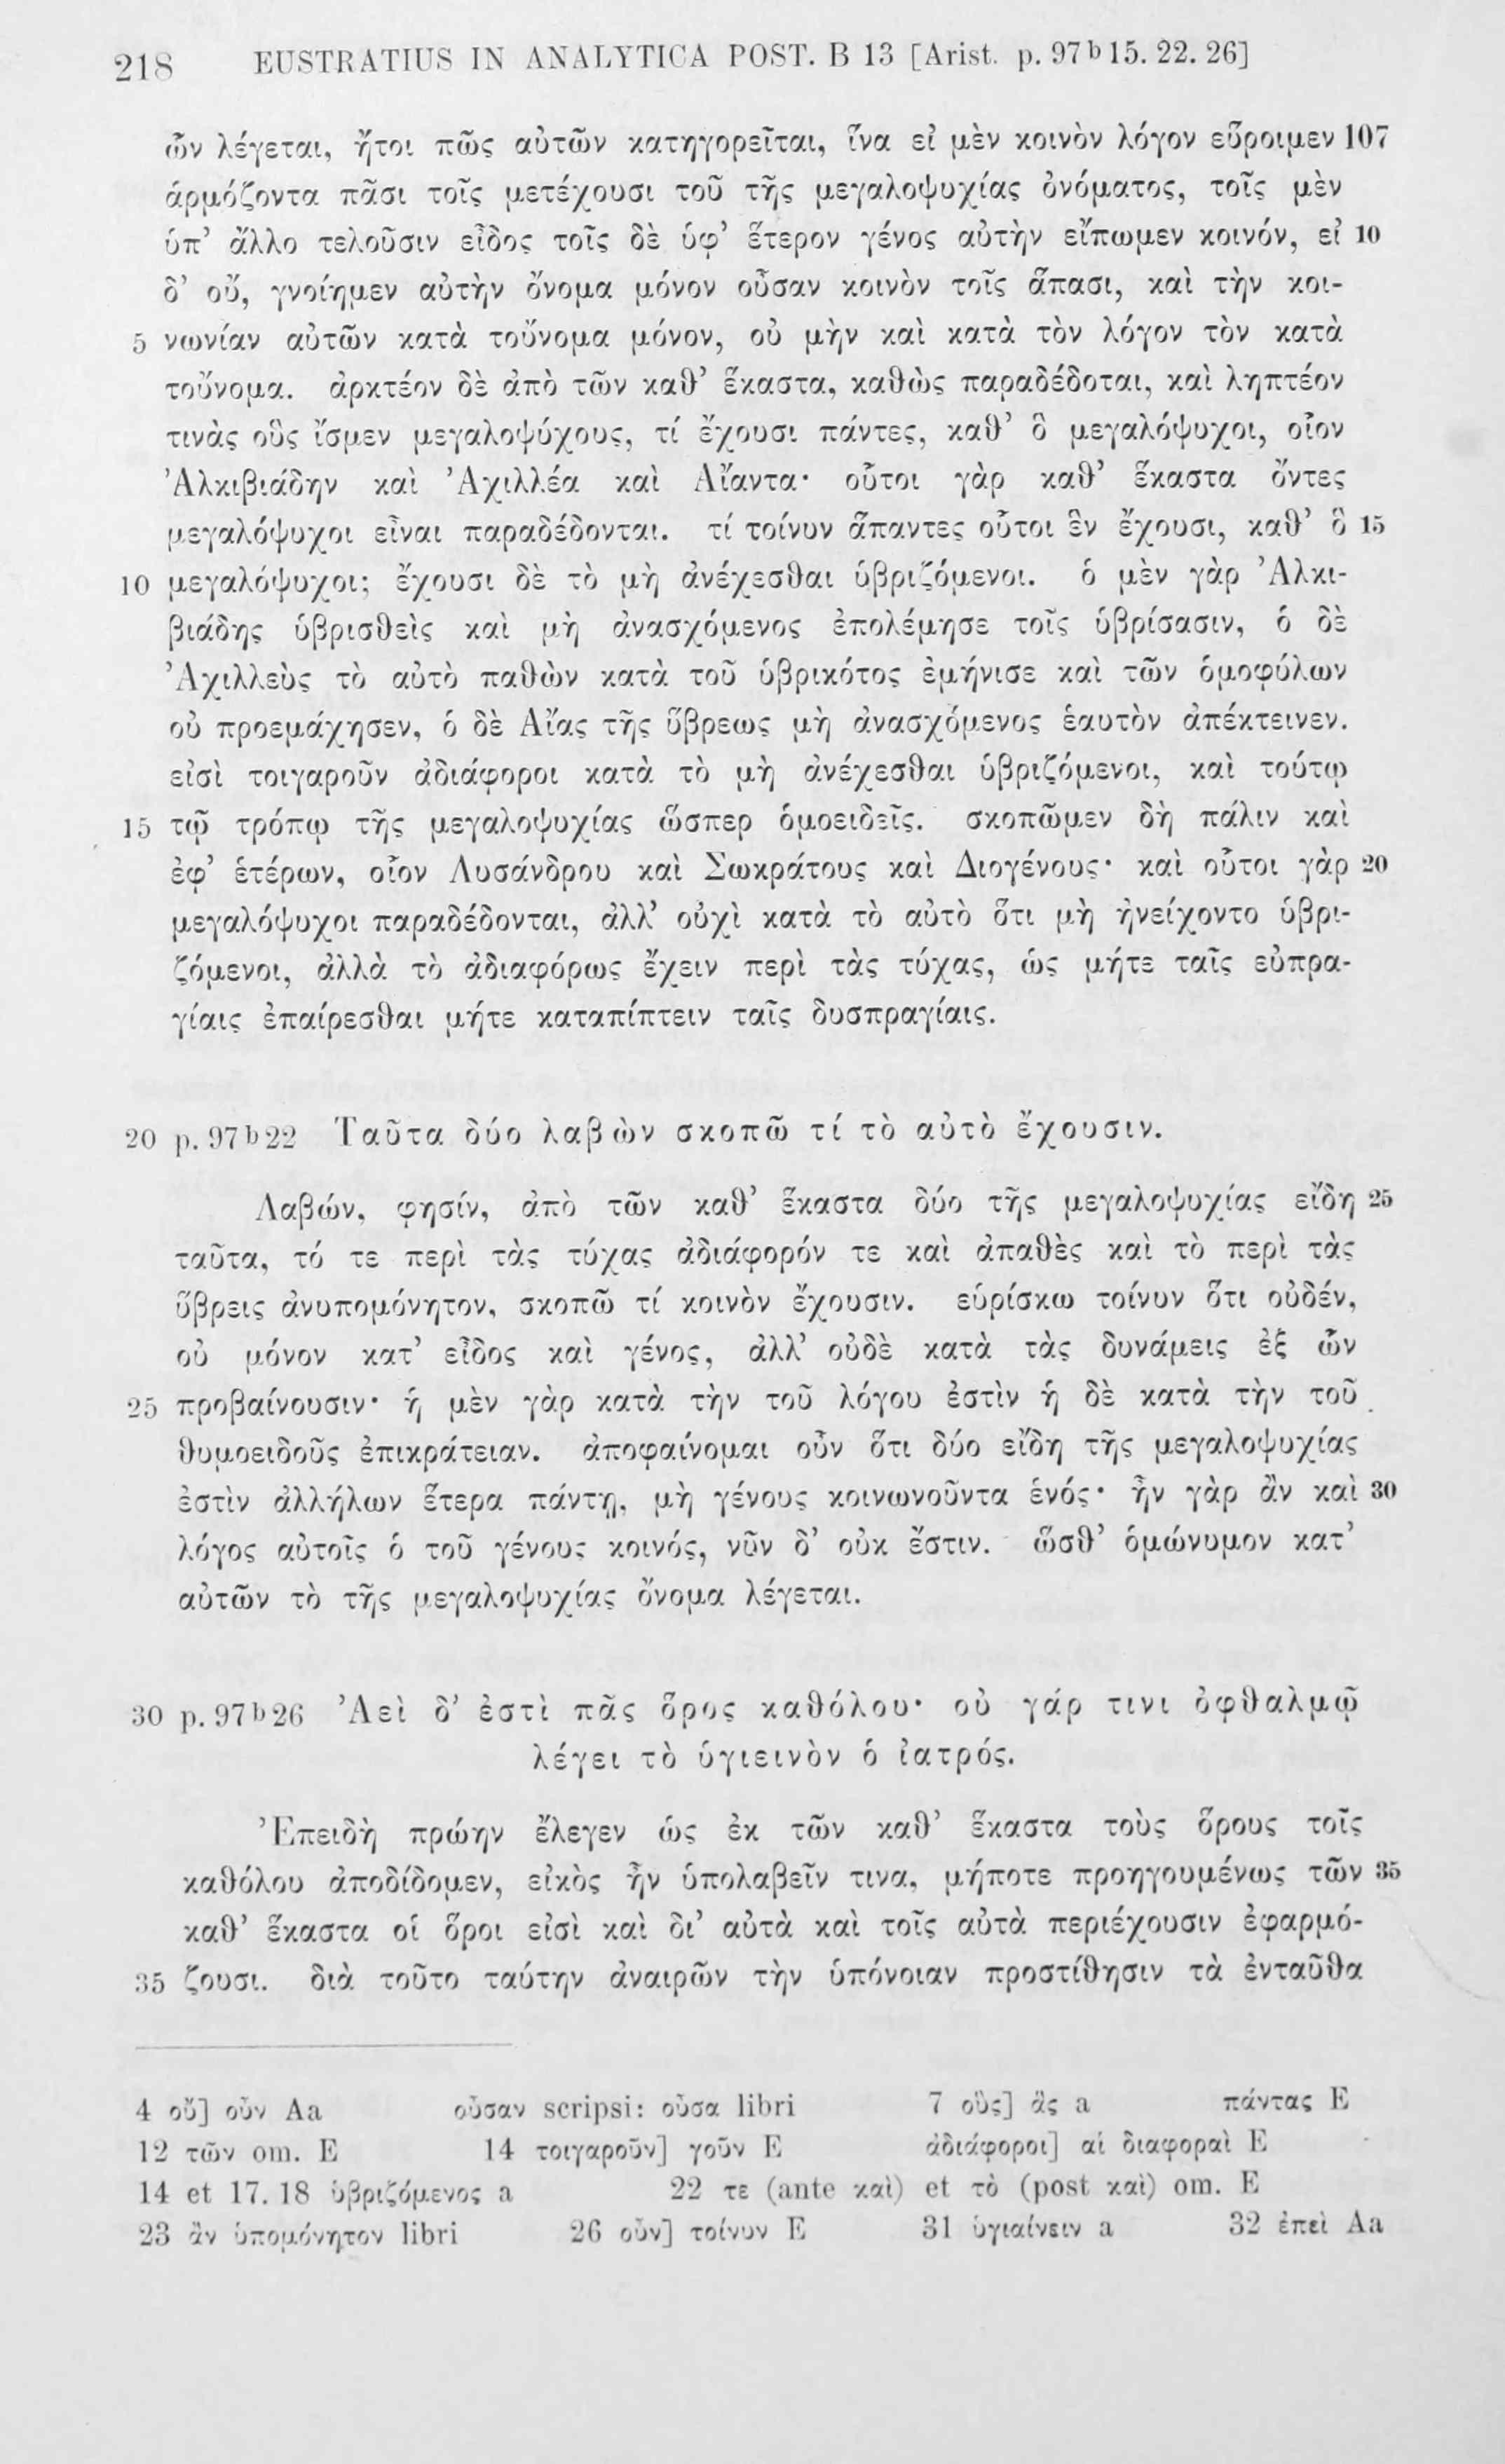 218 EUSTRATIUS IN ANALYTICA POST. B 13 [Arist. p. 97b15. 22. 26]
ὧν λέγεται, ἤτοι πῶς αὐτῶν κατηγορεῖται, ἵνα εἰ μὲν κοινὸν λόγον εὕροιμεν 107
ἁρμόζοντα πᾶσι τοῖς μετέχουσι τοῦ τῆς μεγαλοψυχίας ὀνόματος, τοῖς μὲν
ὑπ’ ἄλλο τελοῦσιν εἶδος τοῖς δὲ ὑφ’ ἕτερον γένος αὐτὴν εἴπωμεν κοινόν, εἰ 10
δ’ οὔ, γνοίημεν αὐτὴν ὄνομα μόνον οὖσαν κοινὸν τοῖς ἅπασι, καὶ τὴν κοι-
5 νωνίαν αὐτῶν κατὰ τοὔνομα μόνον, οὐ μὴν καὶ κατὰ τὸν λόγον τὸν κατὰ
τοὔνομα. ἀρκτέον δὲ ἀπὸ τῶν καθ’ ἕκαστα, καθὼς παραδέδοται, καὶ ληπτέον
τινὰς οὓς ἴσμεν μεγαλοψύχους, τί ἔχουσι πάντες, καθ’ ὃ μεγαλόψυχοι, οἷον
Ἀλκιβιάδην καὶ Ἀχιλλέα καὶ Αἴαντα· οὗτοι γὰρ καθ’ ἕκαστα ὄντες
μεγαλόψυχοι εἶναι παραδέδονται. τί τοίνυν ἅπαντες οὗτοι ἓν ἔχουσι, καθ’ ὃ 15
10 μεγαλόψυχοι; ἔχουσι δὲ τὸ μὴ ἀνέχεσθαι ὑβριζόμενοι. ὁ μὲν γὰρ Ἀλκι-
βιάδης ὑβρισθεὶς καὶ μὴ ἀνασχόμενος ἐπολέμησε τοῖς ὑβρίσασιν, ὁ δὲ
Ἀχιλλεὺς τὸ αὐτὸ παθὼν κατὰ τοῦ ὑβρικότος ἐμήνισε καὶ τῶν ὁμοφύλων
οὐ προεμάχησεν, ὁ δὲ Αἴας τῆς ὕβρεως μὴ ἀνασχόμενος ἑαυτὸν ἀπέκτεινεν.
εἰσὶ τοιγαροῦν ἀδιάφοροι κατὰ τὸ μὴ ἀνέχεσθαι ὑβριζόμενοι, καὶ τούτῳ
15 τῷ τρόπῳ τῆς μεγαλοψυχίας ὥσπερ ὁμοειδεῖς. σκοπῶμεν δὴ πάλιν καὶ
ἐφ’ ἑτέρων, οἷον Λυσάνδρου καὶ Σωκράτους καὶ Διογένους· καὶ οὗτοι γὰρ 20
μεγαλόψυχοι παραδέδονται, ἀλλ’ οὐχὶ κατὰ τὸ αὐτὸ ὅτι μὴ ἠνείχοντο ὑβρι-
ζόμενοι, ἀλλὰ τὸ ἀδιαφόρως ἔχειν περὶ τὰς τύχας, ὡς μήτε ταῖς εὐπρα-
γίαις ἐπαίρεσθαι μήτε καταπίπτειν ταῖς δυσπραγίαις.
20 p. 97b22 Ταῦτα δύο λαβὼν σκοπῶ τί τὸ αὐτὸ ἔχουσιν.
Λαβών, φησίν, ἀπὸ τῶν καθ’ ἕκαστα δύο τῆς μεγαλοψυχίας εἴδη 25
ταῦτα, τό τε περὶ τὰς τύχας ἀδιάφορόν τε καὶ ἀπαθὲς καὶ τὸ περὶ τὰς
ὕβρεις ἀνυπομόνητον, σκοπῶ τί κοινὸν ἔχουσιν. εὑρίσκω τοίνυν ὅτι οὐδέν,
οὐ μόνον κατ’ εἶδος καὶ γένος, ἀλλ’ οὐδὲ κατὰ τὰς δυνάμεις ἐξ ὧν
25 προβαίνουσιν· ἡ μὲν γὰρ κατὰ τὴν τοῦ λόγου ἐστὶν ἡ δὲ κατὰ τὴν τοῦ
θυμοειδοῦς ἐπικράτειαν. ἀποφαίνομαι οὖν ὅτι δύο εἴδη τῆς μεγαλοψυχίας
ἐστὶν ἀλλήλων ἕτερα πάντῃ, μὴ γένους κοινωνοῦντα ἑνός· ἦν γὰρ ἂν καὶ 30
λόγος αὐτοῖς ὁ τοῦ γένους κοινός, νῦν δ’ οὐκ ἔστιν. ὥσθ’ ὁμώνυμον κατ’
αὐτῶν τὸ τῆς μεγαλοψυχίας ὄνομα λέγεται.
30 p. 97b26 Ἀεὶ δ’ ἐστὶ πᾶς ὅρος καθόλου· οὐ γάρ τινι ὀφθαλμῷ
λέγει τὸ ὑγιεινὸν ὁ ἰατρός.
Ἐπειδὴ πρώην ἔλεγεν ὡς ἐκ τῶν καθ’ ἕκαστα τοὺς ὅρους τοῖς
καθόλου ἀποδίδομεν, εἰκὸς ἦν ὑπολαβεῖν τινα, μήποτε προηγουμένως τῶν 35
καθ’ ἕκαστα οἱ ὅροι εἰσὶ καὶ δι’ αὐτὰ καὶ τοῖς αὐτὰ περιέχουσιν ἐφαρμό-
35 ζουσι. διὰ τοῦτο ταύτην ἀναιρῶν τὴν ὑπόνοιαν προστίθησιν τὰ ἐνταῦθα
4 οὔ] οὖν Aa οὖσαν scripsi: οὖσα libri 7 οὓς] ἃς a πάντας E
12 τῶν om. E 14 τοιγαροῦν] γοῦν E ἀδιάφοροι] αἱ διαφοραὶ E
14 et 17. 18 ὑβριζόμενος a 22 τε (ante καὶ) et τὸ (post καὶ) om. E
23 ἂν ὑπομόνητον libri 26 οὖν] τοίνυν E 31 ὑγιαίνειν a 32 ἐπεὶ Aa